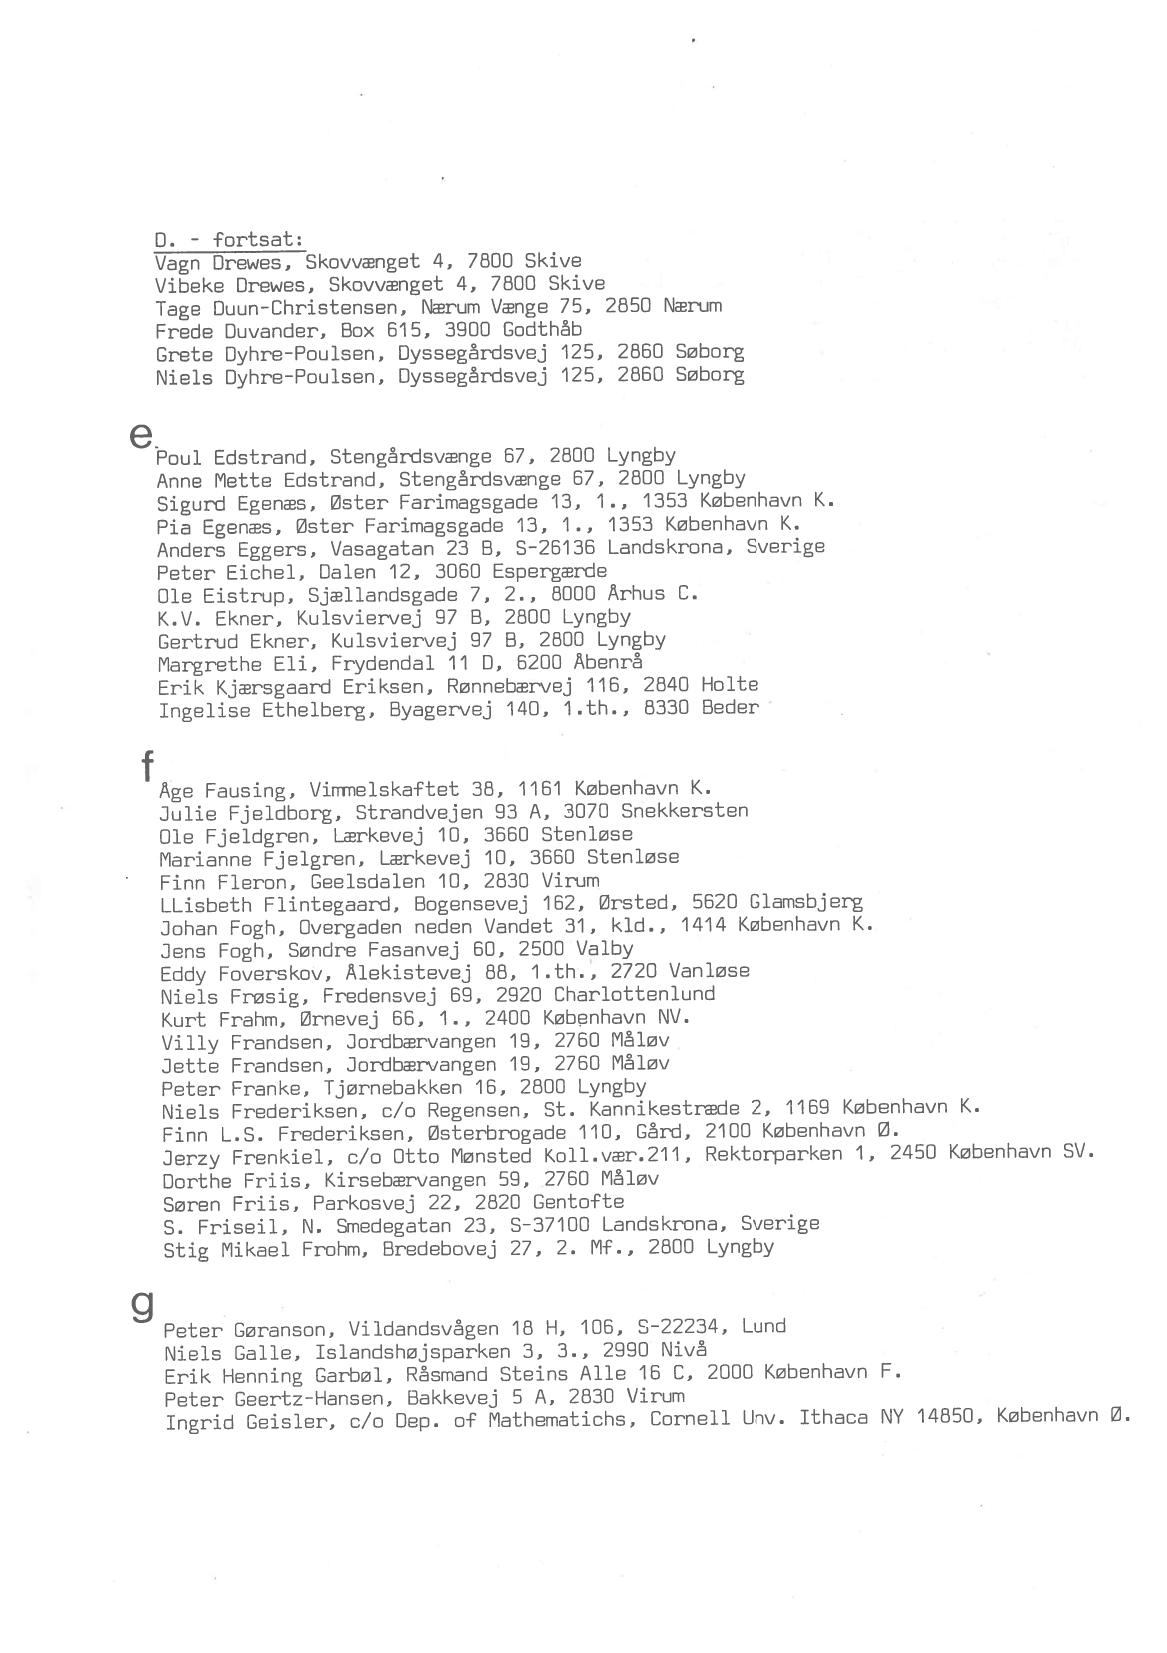 D. - fortsat:
Vagn Drewes, Skovvænget 4, 7800 Skive
Vibeke Drewes, Skovvænget 4, 7800 Skive
Tage Duun-Christensen, Nærum Vænge 75, 2850 Nærum
Frede Duvander, Box 615, 3900 Godthåb
Grete Dyhre-Poulsen, Dyssegårdsvej 125, 2860 Søborg
Niels Dyhre-Poulsen, Dyssegårdsvej 125, 2860 Søborg
e
Poul Edstrand, Stengårdsvænge 67, 2800 Lyngby
Anne Mette Edstrand, Stengårdsvænge 67, 2800 Lyngby
Sigurd Egenæs, Øster Farimagsgade 13, 1., 1353 København K.
Pia Egenæs, Øster Farimagsgade 13, 1., 1353 København K.
Anders Eggers, Vasagatan 23 B, S-26136 Landskrona, Sverige
Peter Eichel, Dalen 12, 3060 Espergærde
Ole Eistrup, Sjællandsgade 7, 2., 8000 Århus C.
K.V. Ekner, Kulsviervej 97 B, 2800 Lyngby
Gertrud Ekner, Kulsviervej 97 B, 2800 Lyngby
Margrethe Eli, Frydendal 11 D, 6200 Åbenrå
Erik Kjærsgaard Eriksen, Rønnebærvej 116, 2840 Holte
Ingelise Ethelberg, Byagervej 140, 1.th., 8330 Beder
f
Åge Fausing, Vimmelskaftet 38, 1161 København K.
Julie Fjeldborg, Strandvejen 93 A, 3070 Snekkersten
Ole Fjeldgren, Lærkevej 10, 3660 Stenløse
Marianne Fjelgren, Lærkevej 10, 3660 Stenløse
Finn Fleron, Geelsdalen 10, 2830 Virum
LLisbeth Flintegaard, Bogensevej 162, Ørsted, 5620 Glamsbjerg
Johan Fogh, Overgaden neden Vandet 31, kld., 1414 København K.
Jens Fogh, Søndre Fasanvej 60, 2500 Valby
Eddy Foverskov, Ålekistevej 88, 1.th., 2720 Vanløse
Niels Frøsig, Fredensvej 69, 2920 Charlottenlund
Kurt Frahm, Ørnevej 66, 1., 2400 København NV.
Villy Frandsen, Jordbærvangen 19, 2760 Måløv
Jette Frandsen, Jordbærvangen 19, 2760 Måløv
Peter Franke, Tjørnebakken 16, 2800 Lyngby
Niels Frederiksen, c/o Regensen, St. Kannikestræde 2, 1169 København K.
Finn L.S. Frederiksen, Østerbrogade 110, Gård, 2100 København Ø.
Jerzy Frenkiel, c/o Otto Mønsted Koll.vær.211, Rektorparken 1, 2450 København SV.
Dorthe Friis, Kirsebærvangen 59, 2760 Måløv
Søren Friis, Parkosvej 22, 2820 Gentofte
S. Friseil, N. Smedegatan 23, S-37100 Landskrona, Sverige
Stig Mikael Frohm, Bredebovej 27, 2. Mf., 2800 Lyngby
g
Peter Gøranson, Vildandsvågen 18 H, 106, S-22234, Lund
Niels Galle, Islandshøjsparken 3, 3., 2990 Nivå
Erik Henning Garbøl, Råsmand Steins Alle 16 C, 2000 København F.
Peter Geertz-Hansen, Bakkevej 5 A, 2830 Virum
Ingrid Geisler, c/o Dep. of Mathematichs, Cornell Unv. Ithaca NY 14850, København Ø.